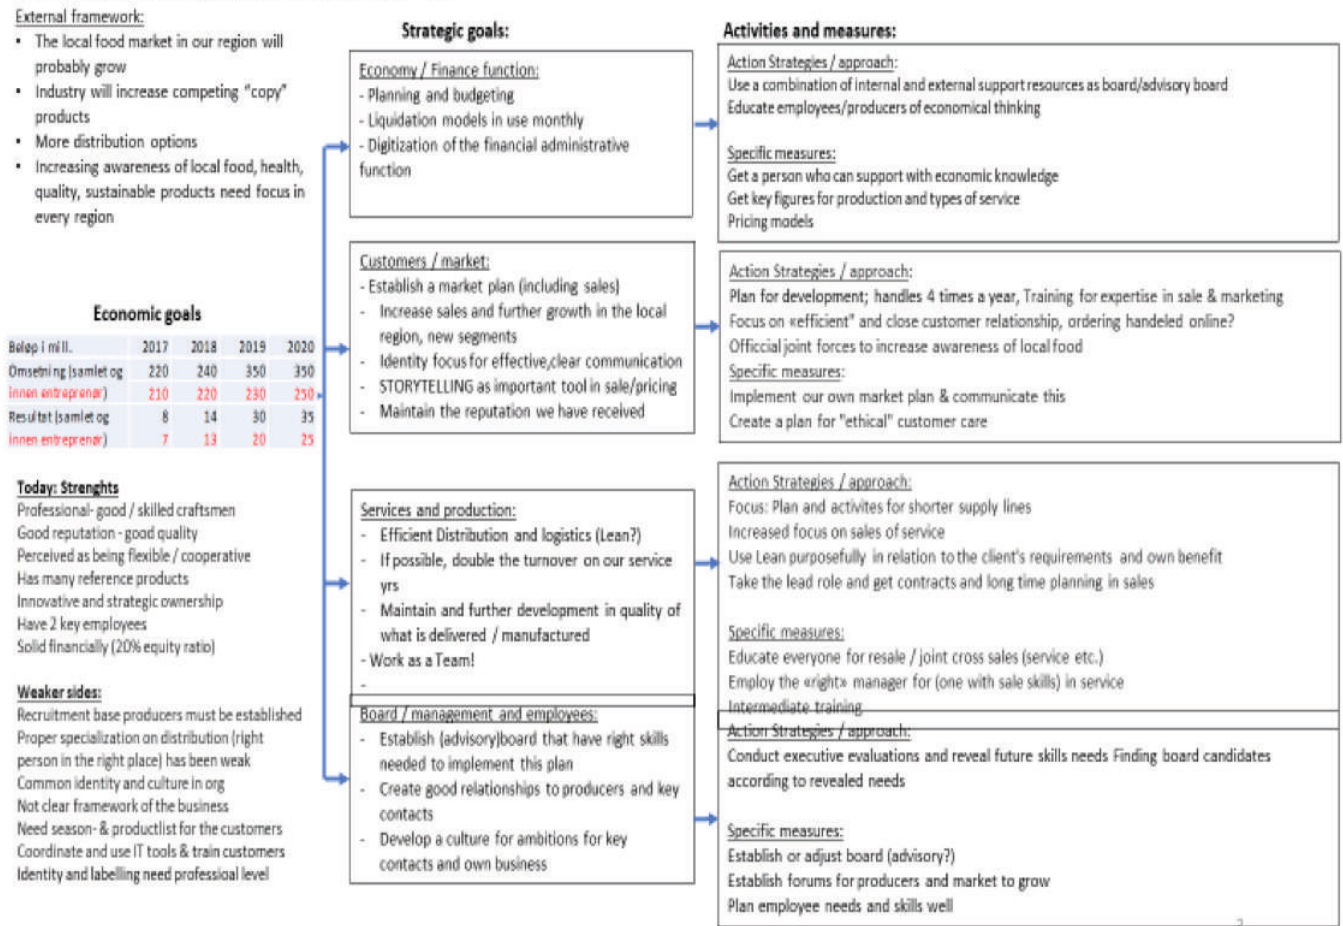 External framework:
• The local food market in our region will
probably grow
• Industry will increase competing "copy"
products
• More distribution options
• Increasing awareness of local food, health,
quality, sustainable products need focus in
every region
Economic goals
Beløp i mill. 2017 2018 2019 2020
Omsetning (samlet og 220 240 350 350
innen entreprenør) 210 220 230 250
Resultat (samlet og 8 14 30 35
innen entreprenør) 7 13 20 25
Today: Strenghts
Professional- good / skilled craftsmen
Good reputation - good quality
Perceived as being flexible / cooperative
Has many reference products
Innovative and strategic ownership
Have 2 key employees
Solid financially (20% equity ratio)
Weaker sides:
Recruitment base producers must be established
Proper specialization on distribution (right
person in the right place) has been weak
Common identity and culture in org
Not clear framework of the business
Need season- & productlist for the customers
Coordinate and use IT tools & train customers
Identity and labelling need professioal level
Strategic goals:
Economy / Finance function:
- Planning and budgeting
- Liquidation models in use monthly
- Digitization of the financial administrative
function
Customers / market:
- Establish a market plan (including sales)
- Increase sales and further growth in the local
region, new segments
- Identity focus for effective,clear communication
- STORYTELLING as important tool in sale/pricing
- Maintain the reputation we have received
Services and production:
- Efficient Distribution and logistics (Lean?)
- If possible, double the turnover on our service
yrs
- Maintain and further development in quality of
what is delivered / manufactured
- Work as a Team!
-
Board / management and employees:
- Establish (advisory)board that have right skills
needed to implement this plan
- Create good relationships to producers and key
contacts
- Develop a culture for ambitions for key
contacts and own business
Activities and measures:
Action Strategies / approach:
Use a combination of internal and external support resources as board/advisory board
Educate employees/producers of economical thinking
Specific measures:
Get a person who can support with economic knowledge
Get key figures for production and types of service
Pricing models
Action Strategies / approach:
Plan for development; handles 4 times a year, Training for expertise in sale & marketing
Focus on «efficient" and close customer relationship, ordering handeled online?
Officcial joint forces to increase awareness of local food
Specific measures:
Implement our own market plan & communicate this
Create a plan for "ethical" customer care
Action Strategies / approach:
Focus: Plan and activites for shorter supply lines
Increased focus on sales of service
Use Lean purposefully in relation to the client's requirements and own benefit
Take the lead role and get contracts and long time planning in sales
Specific measures:
Educate everyone for resale / joint cross sales (service etc.)
Employ the «right» manager for (one with sale skills) in service
Intermediate training
Action Strategies / approach:
Conduct executive evaluations and reveal future skills needs Finding board candidates
according to revealed needs
Specific measures:
Establish or adjust board (advisory?)
Establish forums for producers and market to grow
Plan employee needs and skills well